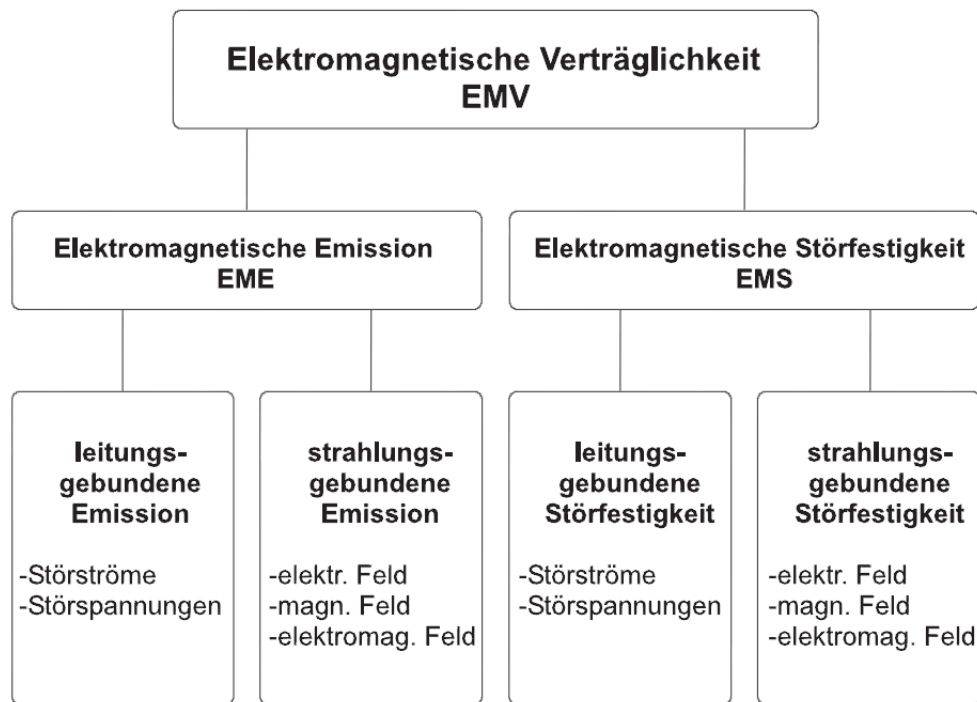 Elektromagnetische Verträglichkeit
EMV
Elektromagnetische Emission
EME
Elektromagnetische Störfestigkeit
EMS
leitungs-
gebundene
Emission
-Störströme
-Störspannungen
strahlungs-
gebundene
Emission
-elektr. Feld
-magn. Feld
-elektromag. Feld
leitungs-
gebundene
Störfestigkeit
-Störströme
-Störspannungen
strahlungs-
gebundene
Störfestigkeit
-elektr. Feld
-magn. Feld
-elektromag. Feld